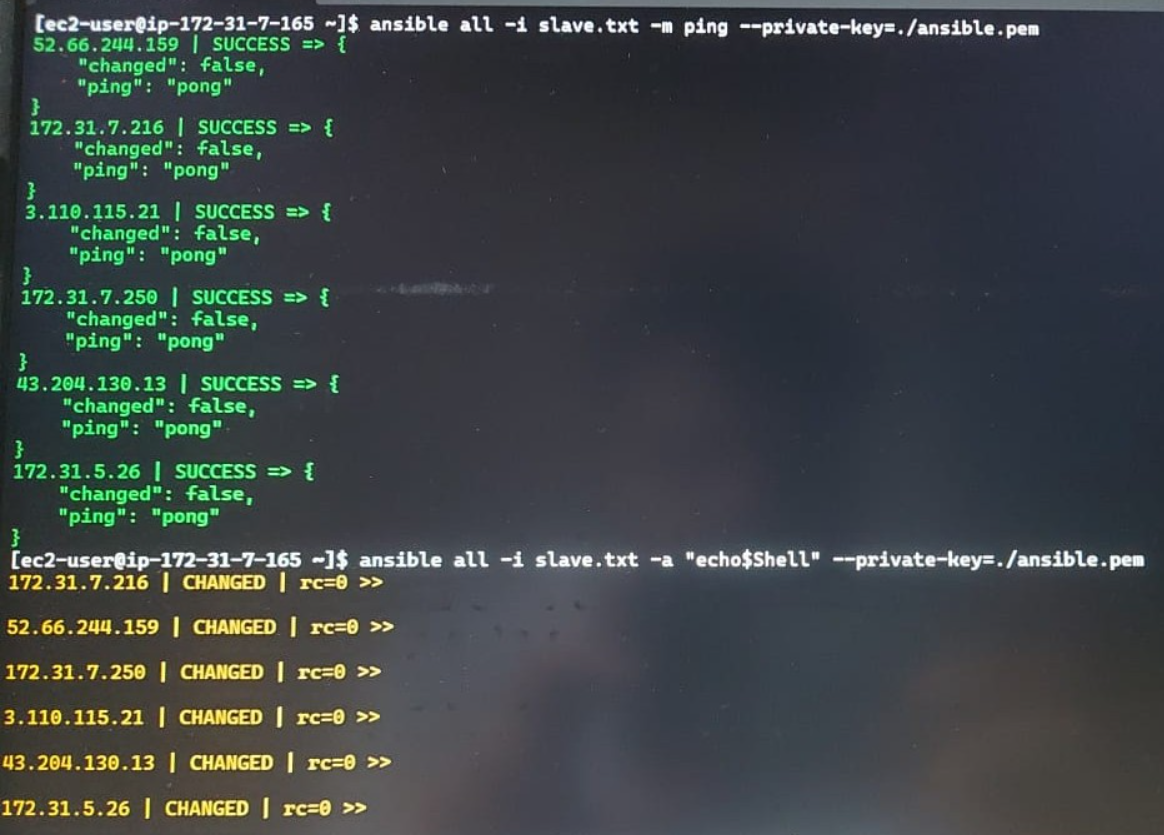 [ec2-user@ip-172-31-7-165 ~]$ ansible all -i slave.txt -m ping --private-key=./ansible.pem
52.66.244.159 | SUCCESS => {
    "changed": false,
    "ping": "pong"
}
172.31.7.216 | SUCCESS => {
    "changed": false,
    "ping": "pong"
}
3.110.115.21 | SUCCESS => {
    "changed": false,
    "ping": "pong"
}
172.31.7.250 | SUCCESS => {
    "changed": false,
    "ping": "pong"
}
43.204.130.13 | SUCCESS => {
    "changed": false,
    "ping": "pong"
}
172.31.5.26 | SUCCESS => {
    "changed": false,
    "ping": "pong"
}
[ec2-user@ip-172-31-7-165 ~]$ ansible all -i slave.txt -a "echo$Shell" --private-key=./ansible.pem
172.31.7.216 | CHANGED | rc=0 >>
52.66.244.159 | CHANGED | rc=0 >>
172.31.7.250 | CHANGED | rc=0 >>
3.110.115.21 | CHANGED | rc=0 >>
43.204.130.13 | CHANGED | rc=0 >>
172.31.5.26 | CHANGED | rc=0 >>